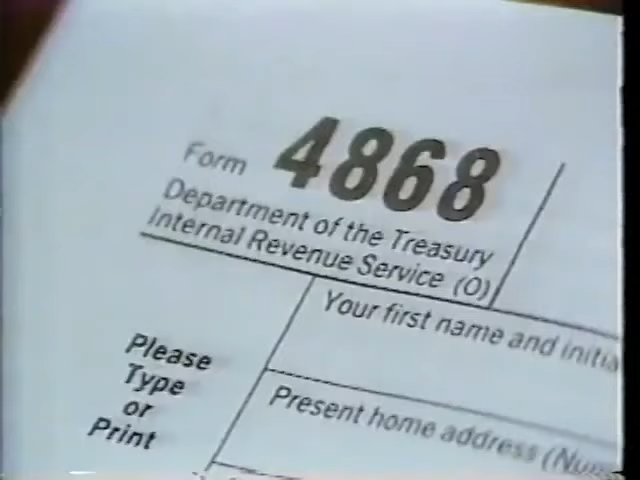 Form 4868
Department of the Treasury
Internal Revenue Service (O)
Your first name and initia
Please
Type
or
Print
Present home address (Num